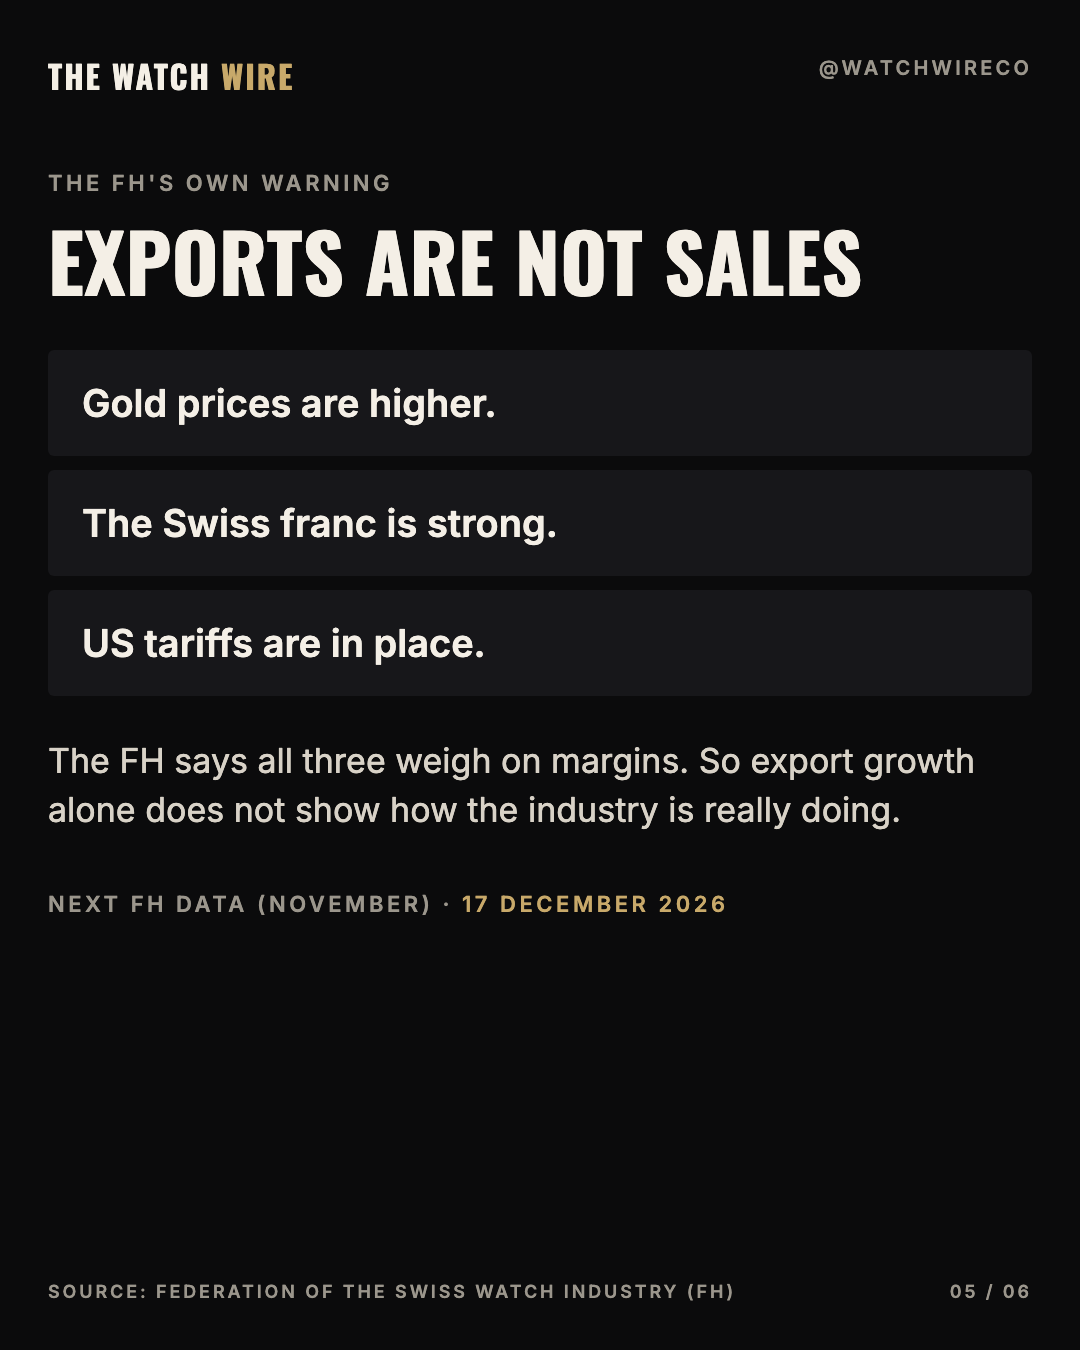 THE WATCH WIRE
@WATCHWIRECO
THE FH'S OWN WARNING
EXPORTS ARE NOT SALES
Gold prices are higher.
The Swiss franc is strong.
US tariffs are in place.
The FH says all three weigh on margins. So export growth
alone does not show how the industry is really doing.
NEXT FH DATA (NOVEMBER) · 17 DECEMBER 2026
SOURCE: FEDERATION OF THE SWISS WATCH INDUSTRY (FH)
05 / 06